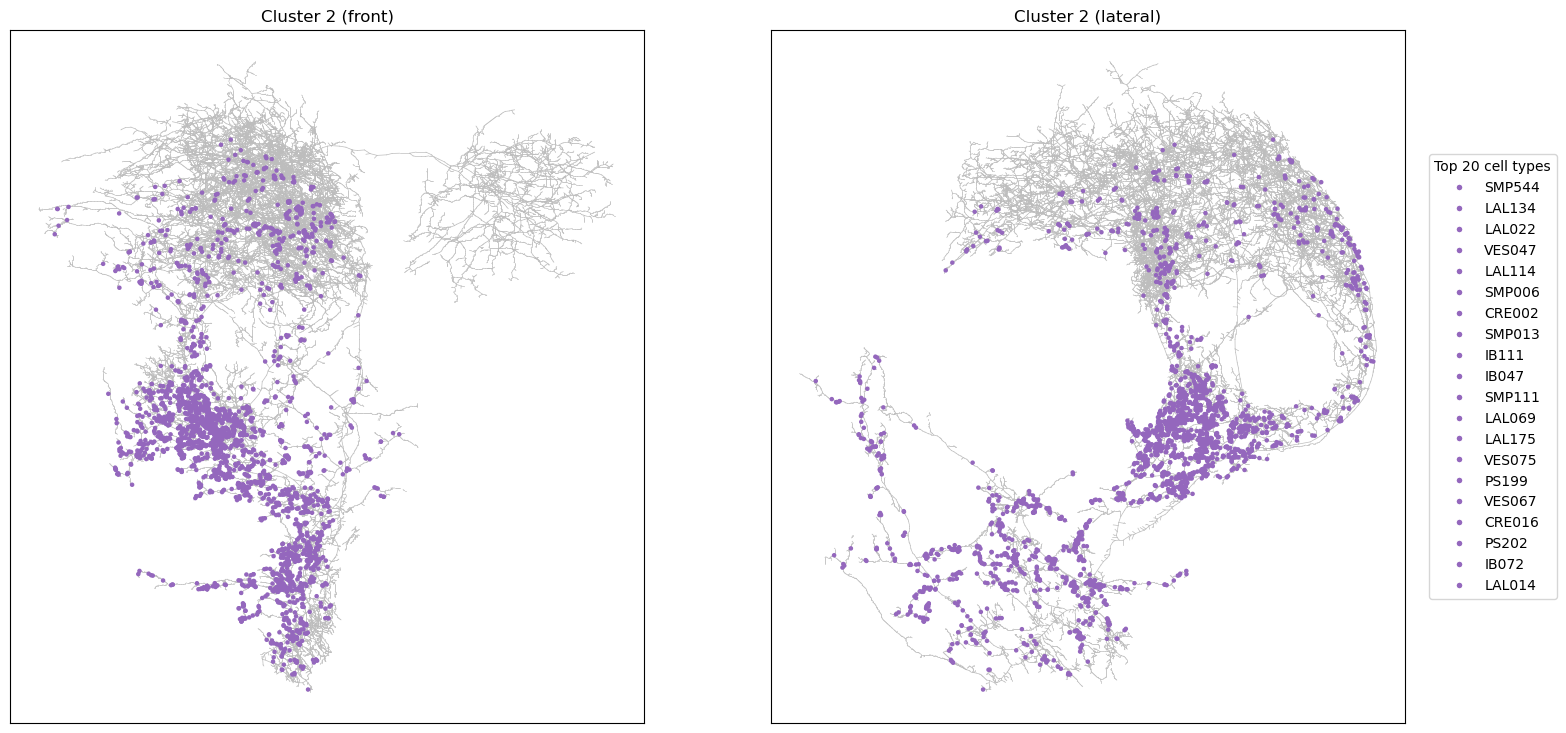 Cluster 2 (front)
Cluster 2 (lateral)
Top 20 cell types
SMP544
LAL134
LAL022
VES047
LAL114
SMP006
CRE002
SMP013
IB111
IB047
SMP111
LAL069
LAL175
VES075
PS199
VES067
CRE016
PS202
IB072
LAL014